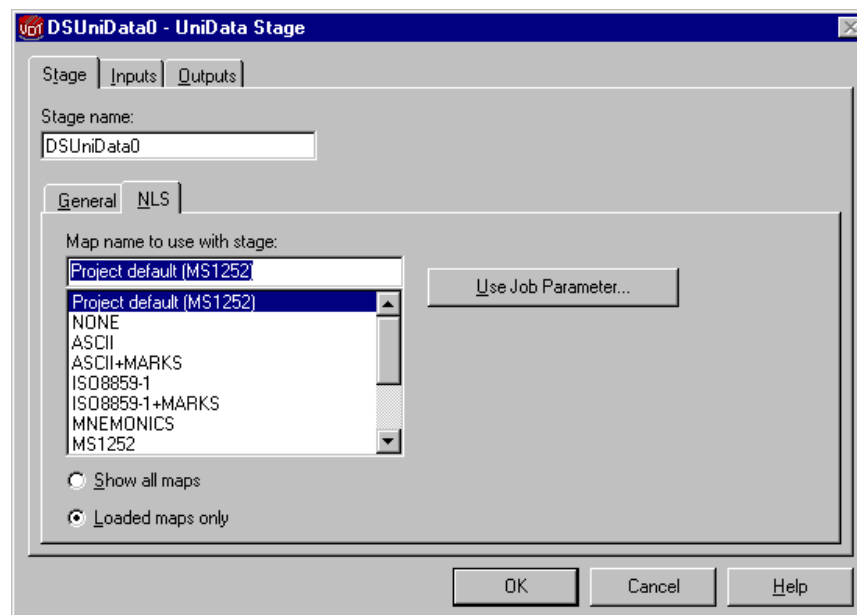 DSUniData0 - UniData Stage
Stage
Inputs
Outputs
Stage name:
DSUniData0
General
NLS
Map name to use with stage:
Project default (MS1252)
Use Job Parameter...
Project default (MS1252)
NONE
ASCII
ASCII+MARKS
ISO8859-1
ISO8859-1+MARKS
MNEMONICS
MS1252
Show all maps
Loaded maps only
OK
Cancel
Help